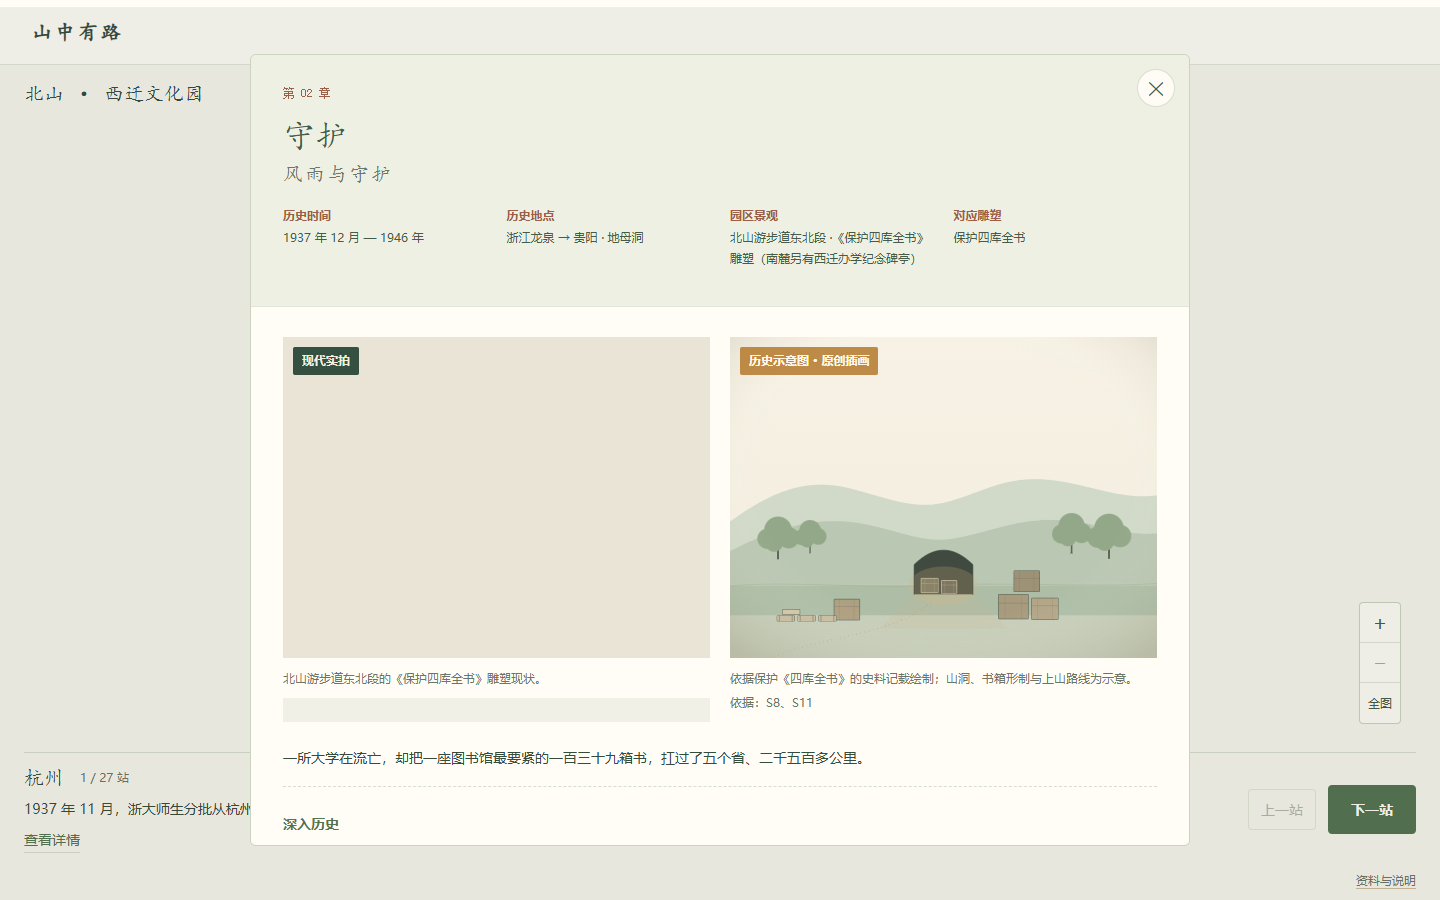 山中有路
北山 • 西迁文化园
第 02 章
守护
风雨与守护
历史时间
1937 年 12 月 — 1946 年
历史地点
浙江龙泉 → 贵阳 · 地母洞
园区景观
北山游步道东北段 ·《保护四库全书》
雕塑（南麓另有西迁办学纪念碑亭）
对应雕塑
保护四库全书
现代实拍
历史示意图 • 原创插画
北山游步道东北段的《保护四库全书》雕塑现状。
依据保护《四库全书》的史料记载绘制；山洞、书箱形制与上山路线为示意。
依据：S8、S11
一所大学在流亡，却把一座图书馆最要紧的一百三十九箱书，扛过了五个省、二千五百多公里。
深入历史
+
−
全图
杭州 1 / 27 站
1937 年 11 月，浙大师生分批从杭州
查看详情
上一站
下一站
资料与说明